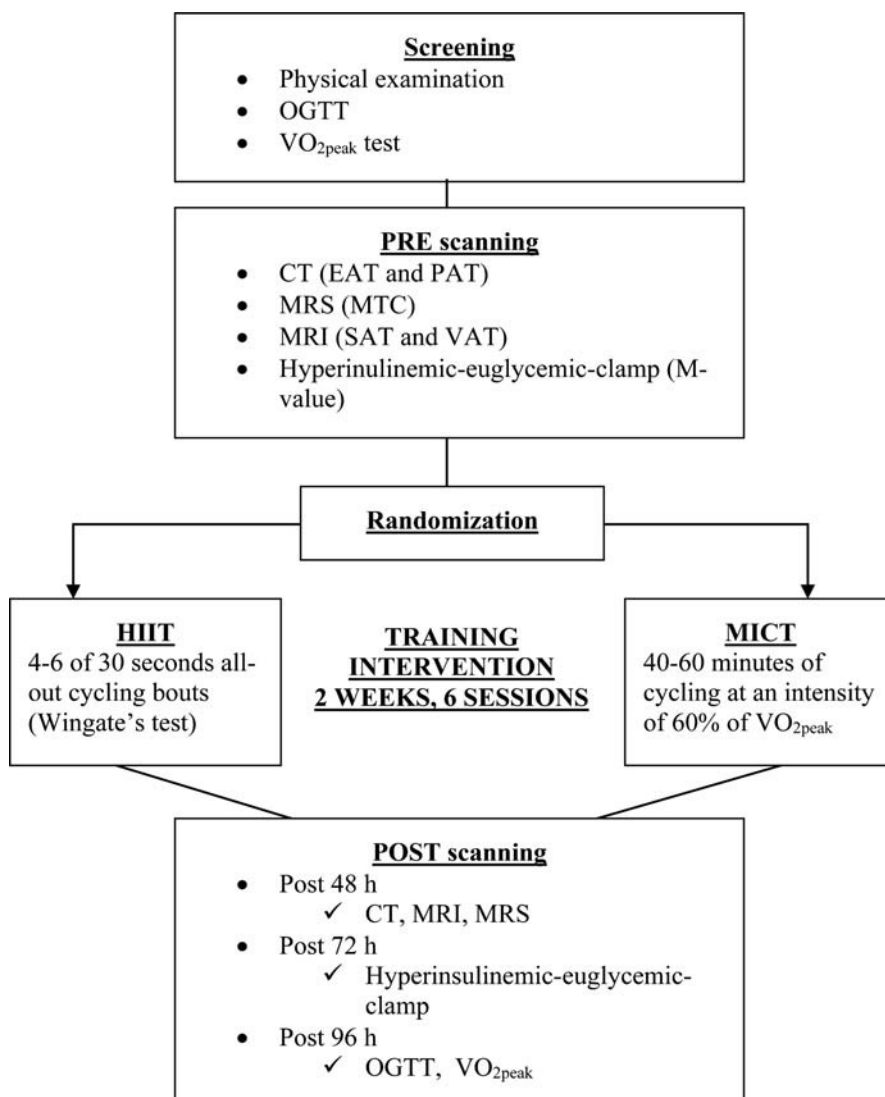 Screening
• Physical examination
• OGTT
• VO2peak test
PRE scanning
• CT (EAT and PAT)
• MRS (MTC)
• MRI (SAT and VAT)
• Hyperinulinemic-euglycemic-clamp (M-
value)
Randomization
HIIT
4-6 of 30 seconds all-
out cycling bouts
(Wingate’s test)
TRAINING
INTERVENTION
2 WEEKS, 6 SESSIONS
MICT
40-60 minutes of
cycling at an intensity
of 60% of VO2peak
POST scanning
• Post 48 h
✓ CT, MRI, MRS
• Post 72 h
✓ Hyperinsulinemic-euglycemic-
clamp
• Post 96 h
✓ OGTT, VO2peak